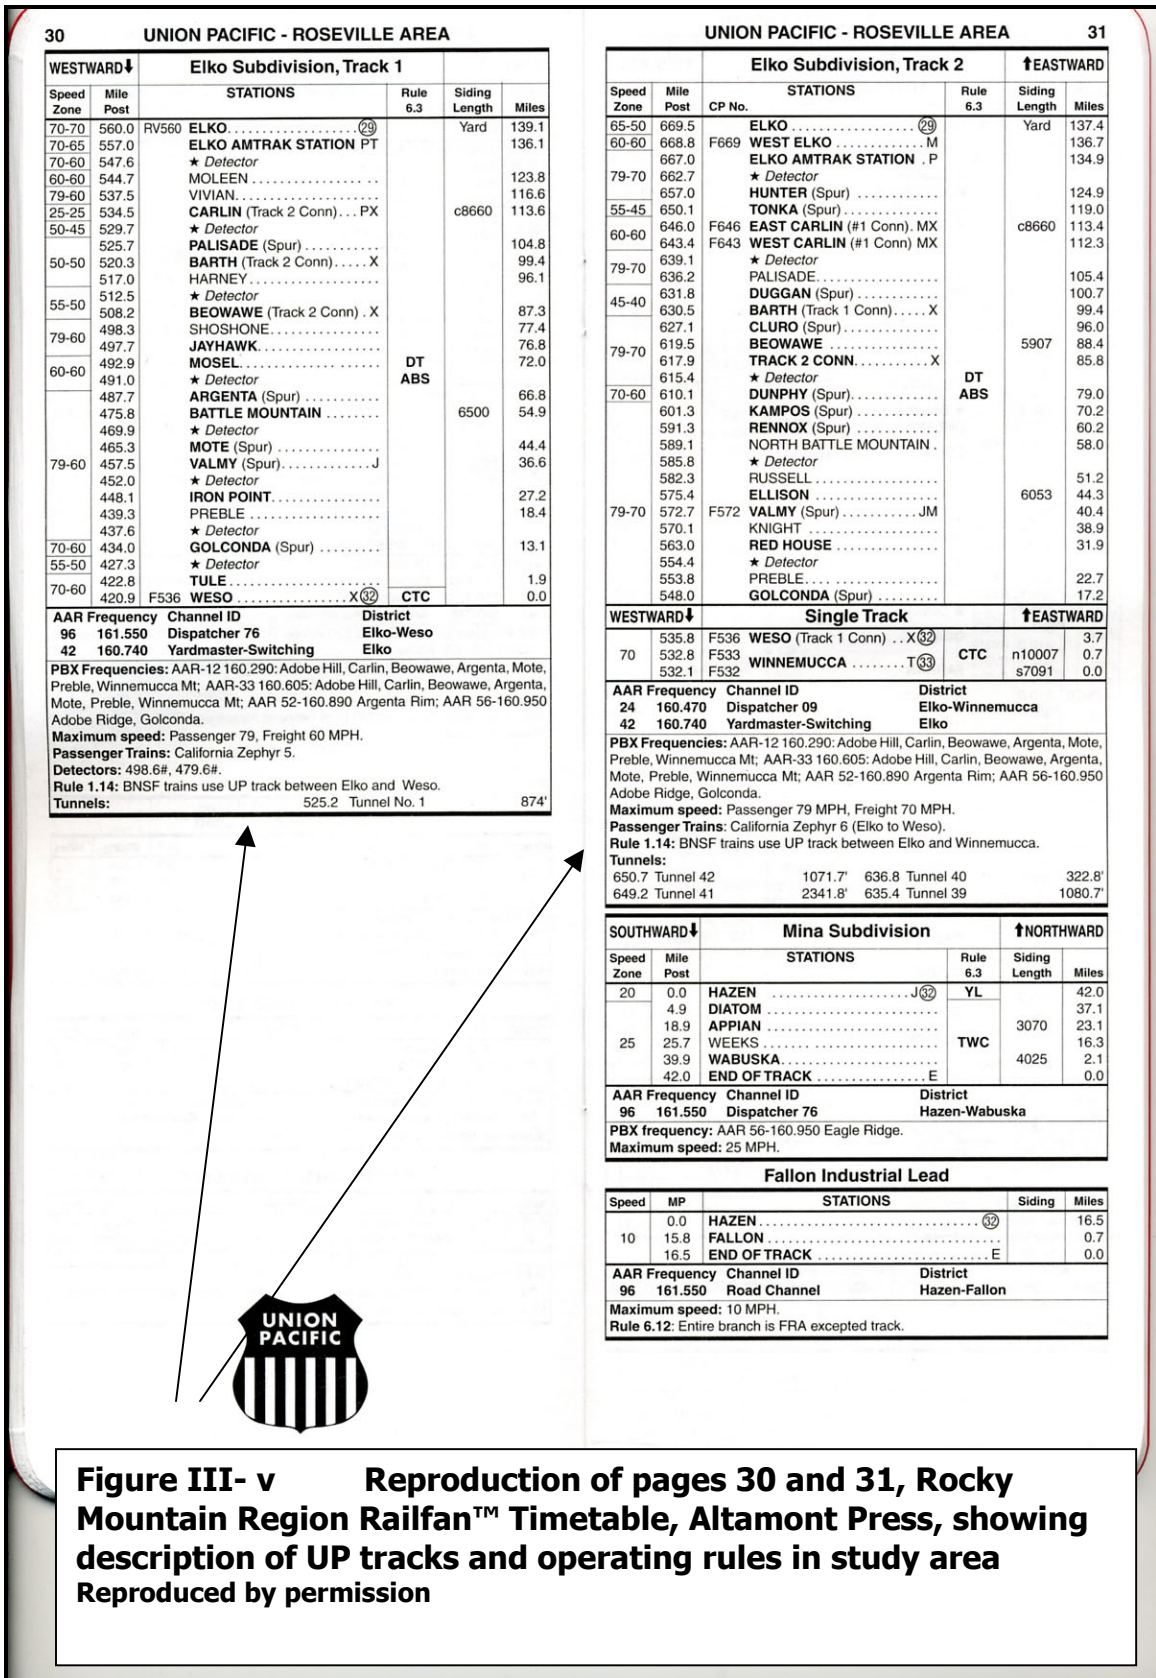 30 UNION PACIFIC - ROSEVILLE AREA
WESTWARD⬇ Elko Subdivision, Track 1
Speed Zone Mile Post STATIONS Rule 6.3 Siding Length Miles
70-70 560.0 RV560 ELKO ㉙ Yard 139.1
70-65 557.0 ELKO AMTRAK STATION PT 136.1
70-60 547.6 ★ Detector
60-60 544.7 MOLEEN 123.8
79-60 537.5 VIVIAN 116.6
25-25 534.5 CARLIN (Track 2 Conn) PX c8660 113.6
50-45 529.7 ★ Detector
525.7 PALISADE (Spur) 104.8
50-50 520.3 BARTH (Track 2 Conn) X 99.4
517.0 HARNEY 96.1
55-50 512.5 ★ Detector
508.2 BEOWAWE (Track 2 Conn) X 87.3
79-60 498.3 SHOSHONE 77.4
497.7 JAYHAWK 76.8
60-60 492.9 MOSEL DT 72.0
491.0 ★ Detector ABS
487.7 ARGENTA (Spur) 66.8
475.8 BATTLE MOUNTAIN 6500 54.9
469.9 ★ Detector
465.3 MOTE (Spur) 44.4
79-60 457.5 VALMY (Spur) J 36.6
452.0 ★ Detector
448.1 IRON POINT 27.2
439.3 PREBLE 18.4
437.6 ★ Detector
70-60 434.0 GOLCONDA (Spur) 13.1
55-50 427.3 ★ Detector
70-60 422.8 TULE 1.9
420.9 F536 WESO X㉜ CTC 0.0
AAR Frequency Channel ID District
96 161.550 Dispatcher 76 Elko-Weso
42 160.740 Yardmaster-Switching Elko
PBX Frequencies: AAR-12 160.290: Adobe Hill, Carlin, Beowawe, Argenta, Mote,
Preble, Winnemucca Mt; AAR-33 160.605: Adobe Hill, Carlin, Beowawe, Argenta,
Mote, Preble, Winnemucca Mt; AAR 52-160.890 Argenta Rim; AAR 56-160.950
Adobe Ridge, Golconda.
Maximum speed: Passenger 79, Freight 60 MPH.
Passenger Trains: California Zephyr 5.
Detectors: 498.6#, 479.6#.
Rule 1.14: BNSF trains use UP track between Elko and Weso.
Tunnels: 525.2 Tunnel No. 1 874'
UNION PACIFIC - ROSEVILLE AREA 31
Elko Subdivision, Track 2 ⬆EASTWARD
Speed Zone Mile Post CP No. STATIONS Rule 6.3 Siding Length Miles
65-50 669.5 ELKO ㉙ Yard 137.4
60-60 668.8 F669 WEST ELKO M 136.7
667.0 ELKO AMTRAK STATION . P 134.9
79-70 662.7 ★ Detector
657.0 HUNTER (Spur) 124.9
55-45 650.1 TONKA (Spur) 119.0
60-60 646.0 F646 EAST CARLIN (#1 Conn). MX c8660 113.4
643.4 F643 WEST CARLIN (#1 Conn) MX 112.3
79-70 639.1 ★ Detector
636.2 PALISADE 105.4
45-40 631.8 DUGGAN (Spur) 100.7
630.5 BARTH (Track 1 Conn) X 99.4
627.1 CLURO (Spur) 96.0
79-70 619.5 BEOWAWE 5907 88.4
617.9 TRACK 2 CONN X 85.8
615.4 ★ Detector DT
70-60 610.1 DUNPHY (Spur) ABS 79.0
601.3 KAMPOS (Spur) 70.2
591.3 RENNOX (Spur) 60.2
589.1 NORTH BATTLE MOUNTAIN . 58.0
585.8 ★ Detector
582.3 RUSSELL 51.2
575.4 ELLISON 6053 44.3
79-70 572.7 F572 VALMY (Spur) JM 40.4
570.1 KNIGHT 38.9
563.0 RED HOUSE 31.9
554.4 ★ Detector
553.8 PREBLE 22.7
548.0 GOLCONDA (Spur) 17.2
WESTWARD⬇ Single Track ⬆EASTWARD
535.8 F536 WESO (Track 1 Conn) X㉜ 3.7
70 532.8 F533 WINNEMUCCA T㉝ CTC n10007 0.7
532.1 F532 s7091 0.0
AAR Frequency Channel ID District
24 160.470 Dispatcher 09 Elko-Winnemucca
42 160.740 Yardmaster-Switching Elko
PBX Frequencies: AAR-12 160.290: Adobe Hill, Carlin, Beowawe, Argenta, Mote,
Preble, Winnemucca Mt; AAR-33 160.605: Adobe Hill, Carlin, Beowawe, Argenta,
Mote, Preble, Winnemucca Mt; AAR 52-160.890 Argenta Rim; AAR 56-160.950
Adobe Ridge, Golconda.
Maximum speed: Passenger 79 MPH, Freight 70 MPH.
Passenger Trains: California Zephyr 6 (Elko to Weso).
Rule 1.14: BNSF trains use UP track between Elko and Winnemucca.
Tunnels:
650.7 Tunnel 42 1071.7' 636.8 Tunnel 40 322.8'
649.2 Tunnel 41 2341.8' 635.4 Tunnel 39 1080.7'
SOUTHWARD⬇ Mina Subdivision ⬆NORTHWARD
Speed Zone Mile Post STATIONS Rule 6.3 Siding Length Miles
20 0.0 HAZEN J㉜ YL 42.0
4.9 DIATOM 37.1
18.9 APPIAN 3070 23.1
25 25.7 WEEKS TWC 16.3
39.9 WABUSKA 4025 2.1
42.0 END OF TRACK E 0.0
AAR Frequency Channel ID District
96 161.550 Dispatcher 76 Hazen-Wabuska
PBX frequency: AAR 56-160.950 Eagle Ridge.
Maximum speed: 25 MPH.
Fallon Industrial Lead
Speed MP STATIONS Siding Miles
0.0 HAZEN ㉜ 16.5
10 15.8 FALLON 0.7
16.5 END OF TRACK E 0.0
AAR Frequency Channel ID District
96 161.550 Road Channel Hazen-Fallon
Maximum speed: 10 MPH.
Rule 6.12: Entire branch is FRA excepted track.
UNION
PACIFIC
Figure III- v Reproduction of pages 30 and 31, Rocky
Mountain Region Railfan™ Timetable, Altamont Press, showing
description of UP tracks and operating rules in study area
Reproduced by permission